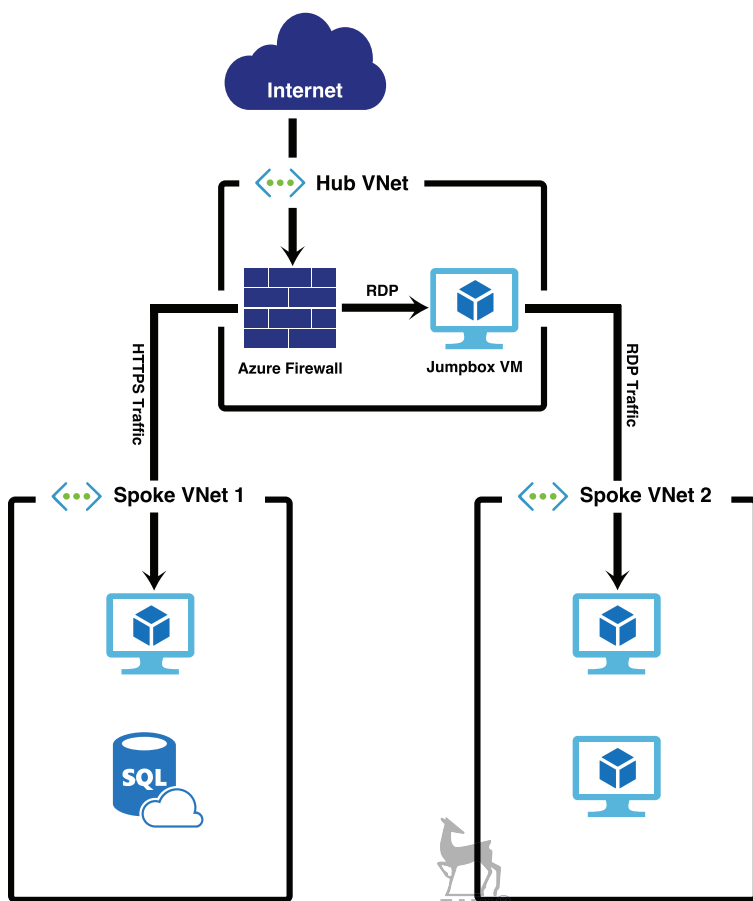 Internet
Hub VNet
RDP
Azure Firewall
Jumpbox VM
HTTPS Traffic
RDP Traffic
Spoke VNet 1
Spoke VNet 2
SQL